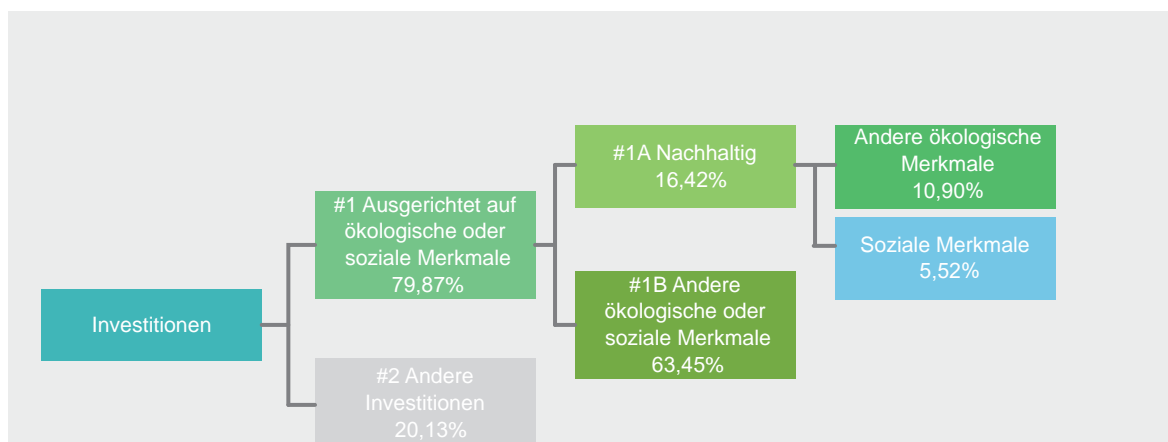 Investitionen
#1 Ausgerichtet auf
ökologische oder
soziale Merkmale
79,87%
#2 Andere
Investitionen
20,13%
#1A Nachhaltig
16,42%
#1B Andere
ökologische oder
soziale Merkmale
63,45%
Andere ökologische
Merkmale
10,90%
Soziale Merkmale
5,52%